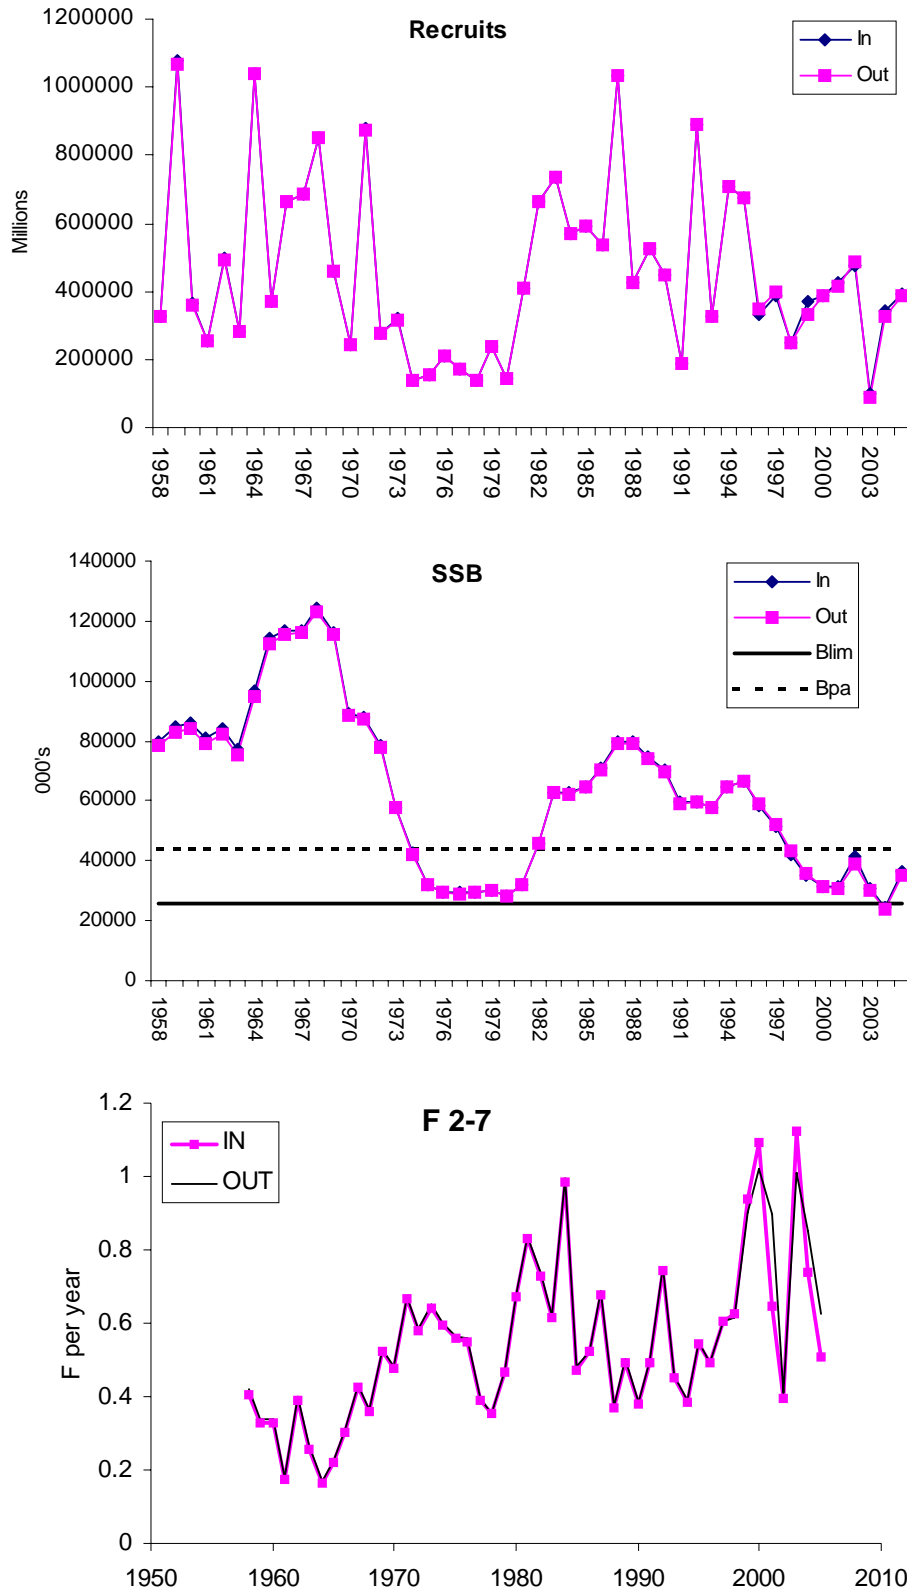 Recruits
In
Out
Millions
1200000
1000000
800000
600000
400000
200000
0
1958 1961 1964 1967 1970 1973 1976 1979 1982 1985 1988 1991 1994 1997 2000 2003
SSB
In
Out
Blim
Bpa
000's
140000
120000
100000
80000
60000
40000
20000
0
1958 1961 1964 1967 1970 1973 1976 1979 1982 1985 1988 1991 1994 1997 2000 2003
F 2-7
IN
OUT
F per year
1.2
1
0.8
0.6
0.4
0.2
0
1950 1960 1970 1980 1990 2000 2010